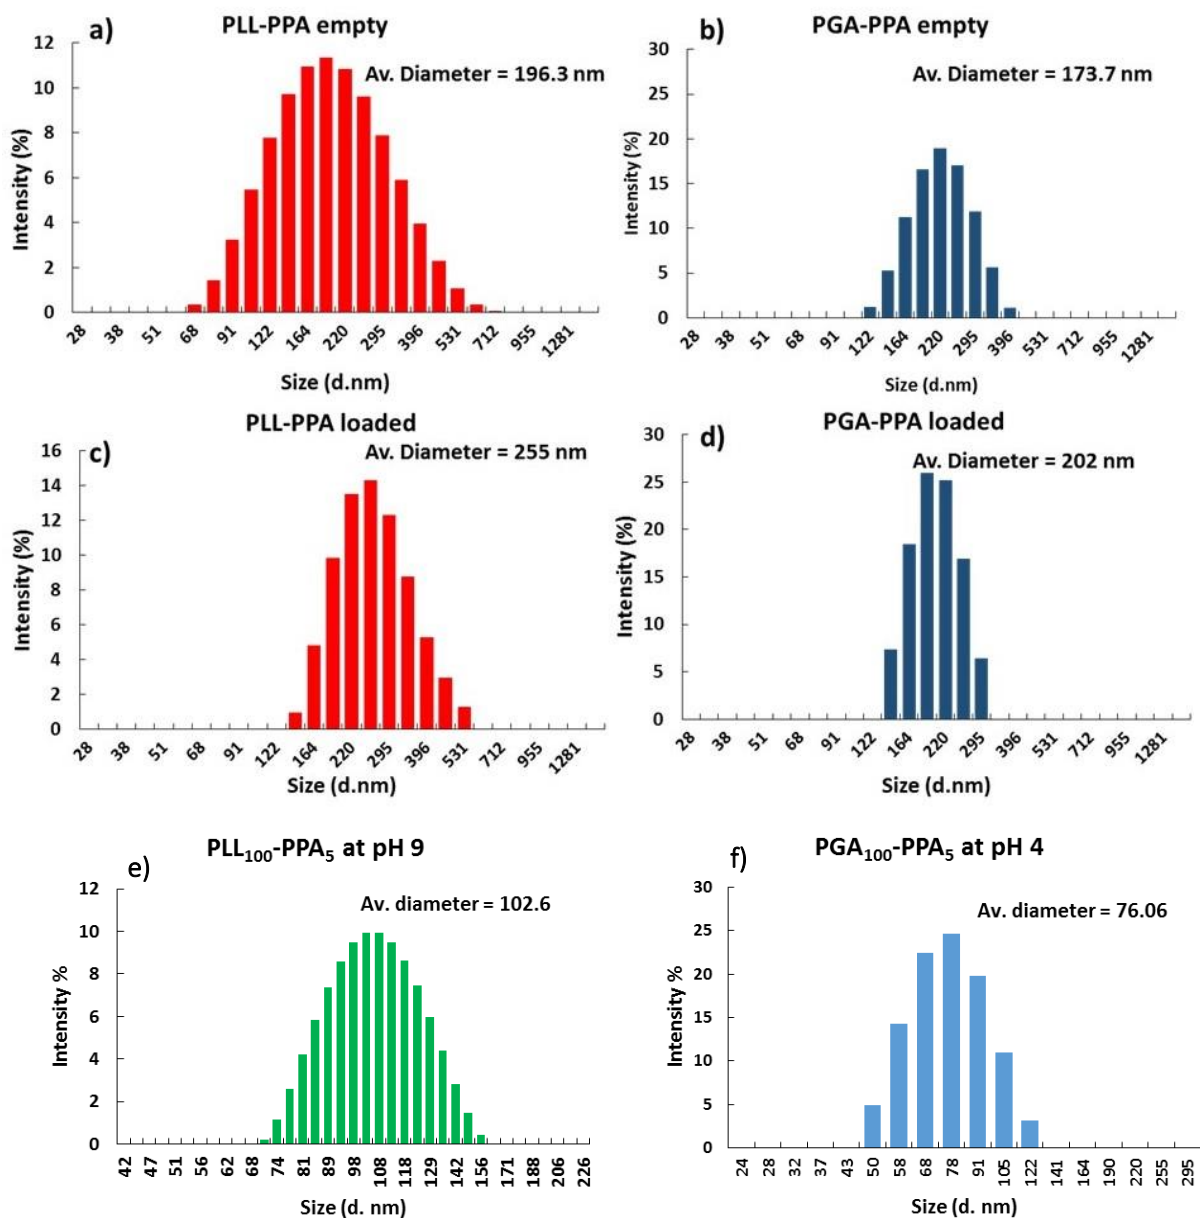 a)
PLL-PPA empty
Av. Diameter = 196.3 nm
Intensity (%)
12
10
8
6
4
2
0
28 38 51 68 91 122 164 220 295 396 531 712 955 1281
Size (d.nm)
b)
PGA-PPA empty
Av. Diameter = 173.7 nm
Intensity (%)
30
25
20
15
10
5
0
28 38 51 68 91 122 164 220 295 396 531 712 955 1281
Size (d.nm)
c)
PLL-PPA loaded
Av. Diameter = 255 nm
Intensity (%)
16
14
12
10
8
6
4
2
0
28 38 51 68 91 122 164 220 295 396 531 712 955 1281
Size (d.nm)
d)
PGA-PPA loaded
Av. Diameter = 202 nm
Intensity (%)
30
25
20
15
10
5
0
28 38 51 68 91 122 164 220 295 396 531 712 955 1281
Size (d.nm)
e)
PLL₁₀₀-PPA₅ at pH 9
Av. diameter = 102.6
Intensity %
12
10
8
6
4
2
0
42 47 51 56 62 68 74 81 89 98 108 118 129 142 156 171 188 206 226
Size (d. nm)
f)
PGA₁₀₀-PPA₅ at pH 4
Av. diameter = 76.06
Intensity %
30
25
20
15
10
5
0
24 28 32 37 43 50 58 68 78 91 105 122 141 164 190 220 255 295
Size (d. nm)